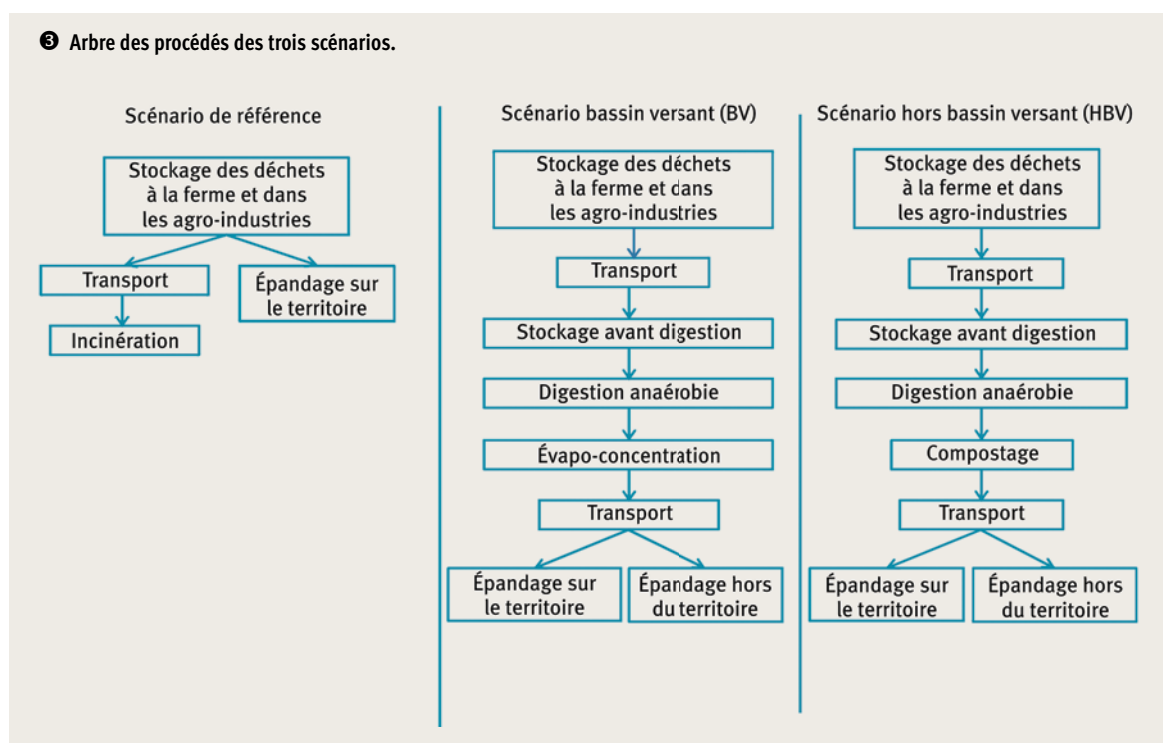 ❸ Arbre des procédés des trois scénarios.
Scénario de référence
Stockage des déchets
à la ferme et dans
les agro-industries
Transport
Incinération
Épandage sur
le territoire
Scénario bassin versant (BV)
Stockage des déchets
à la ferme et dans
les agro-industries
Transport
Stockage avant digestion
Digestion anaérobie
Évapo-concentration
Transport
Épandage sur
le territoire
Épandage hors
du territoire
Scénario hors bassin versant (HBV)
Stockage des déchets
à la ferme et dans
les agro-industries
Transport
Stockage avant digestion
Digestion anaérobie
Compostage
Transport
Épandage sur
le territoire
Épandage hors
du territoire